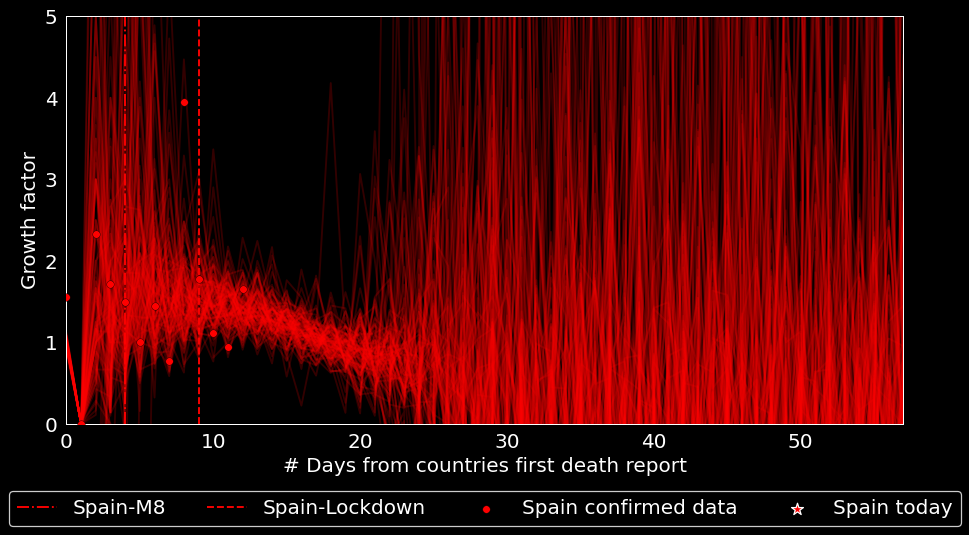 5
4
3
2
1
0
Growth factor
0 10 20 30 40 50
# Days from countries first death report
Spain-M8 Spain-Lockdown Spain confirmed data Spain today